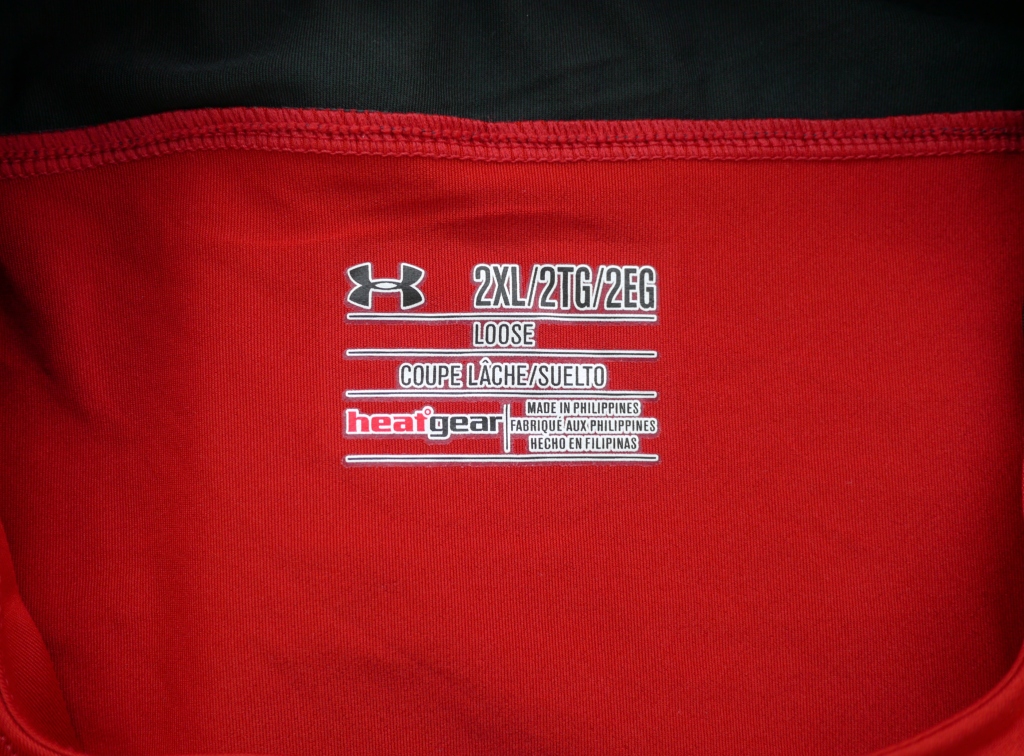 2XL/2TG/2EG
LOOSE
COUPE LÂCHE/SUELTO
heatgear
MADE IN PHILIPPINES
FABRIQUÉ AUX PHILIPPINES
HECHO EN FILIPINAS